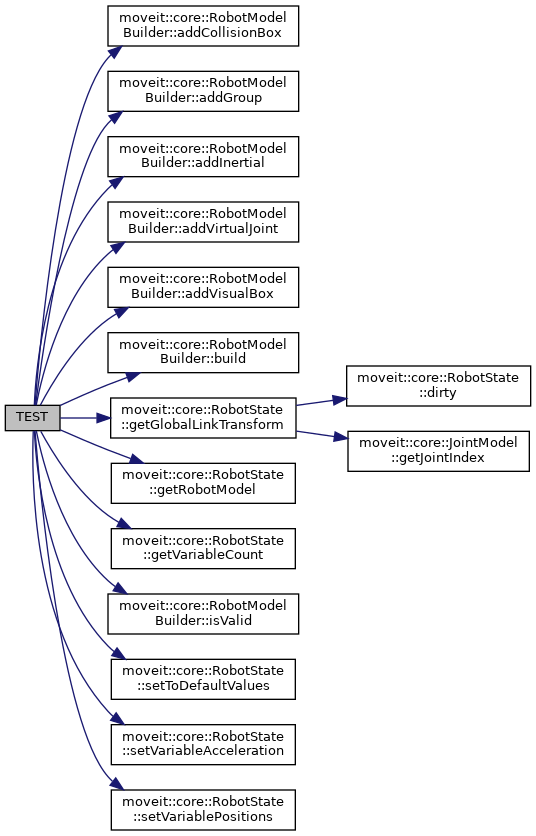 moveit::core::RobotModel
Builder::addCollisionBox
moveit::core::RobotModel
Builder::addGroup
moveit::core::RobotModel
Builder::addInertial
moveit::core::RobotModel
Builder::addVirtualJoint
moveit::core::RobotModel
Builder::addVisualBox
moveit::core::RobotModel
Builder::build
TEST
moveit::core::RobotState
::getGlobalLinkTransform
moveit::core::RobotState
::dirty
moveit::core::JointModel
::getJointIndex
moveit::core::RobotState
::getRobotModel
moveit::core::RobotState
::getVariableCount
moveit::core::RobotModel
Builder::isValid
moveit::core::RobotState
::setToDefaultValues
moveit::core::RobotState
::setVariableAcceleration
moveit::core::RobotState
::setVariablePositions